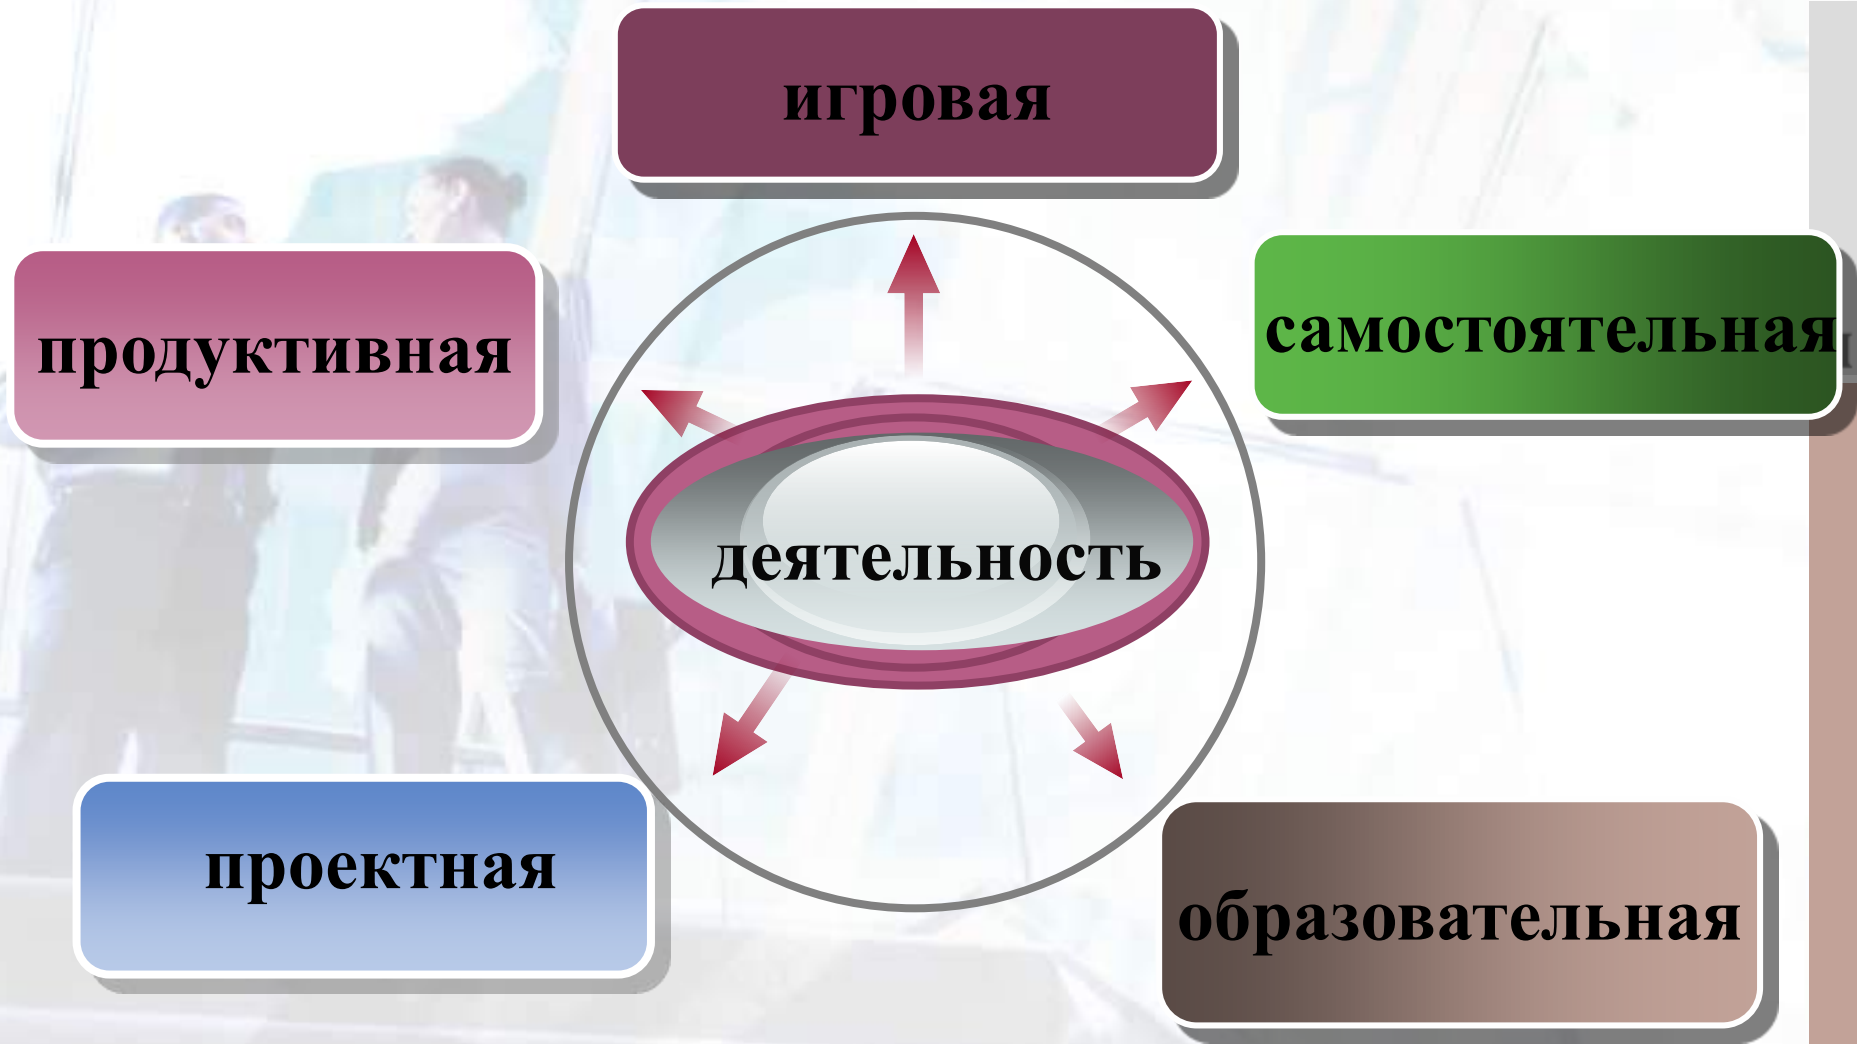 игровая
продуктивная
самостоятельная
деятельность
проектная
образовательная